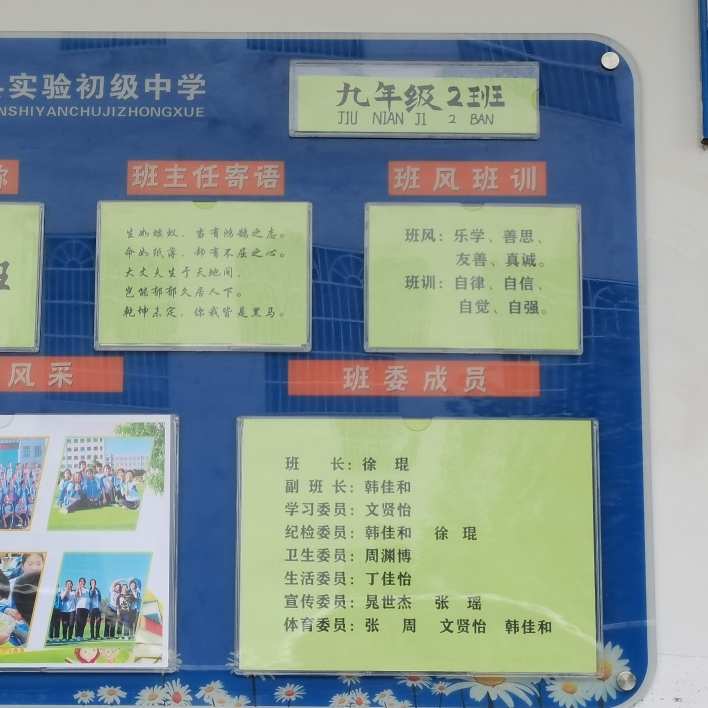 实验初级中学
NSHIYANCHUJIZHONGXUE
九年级2班
JIU NIAN JI 2 BAN
班主任寄语
班风班训
生如蝼蚁，当有鸿鹄之志。
命如纸薄，却有不屈之心。
大丈夫生于天地间，
岂能郁郁久居人下。
乾坤未定，你我皆是黑马。
班风：乐学、善思、
友善、真诚。
班训：自律、自信、
自觉、自强。
风采
班委成员
班 长：徐 琨
副 班 长：韩佳和
学习委员：文贤怡
纪检委员：韩佳和 徐 琨
卫生委员：周渊博
生活委员：丁佳怡
宣传委员：晁世杰 张 瑶
体育委员：张 周 文贤怡 韩佳和